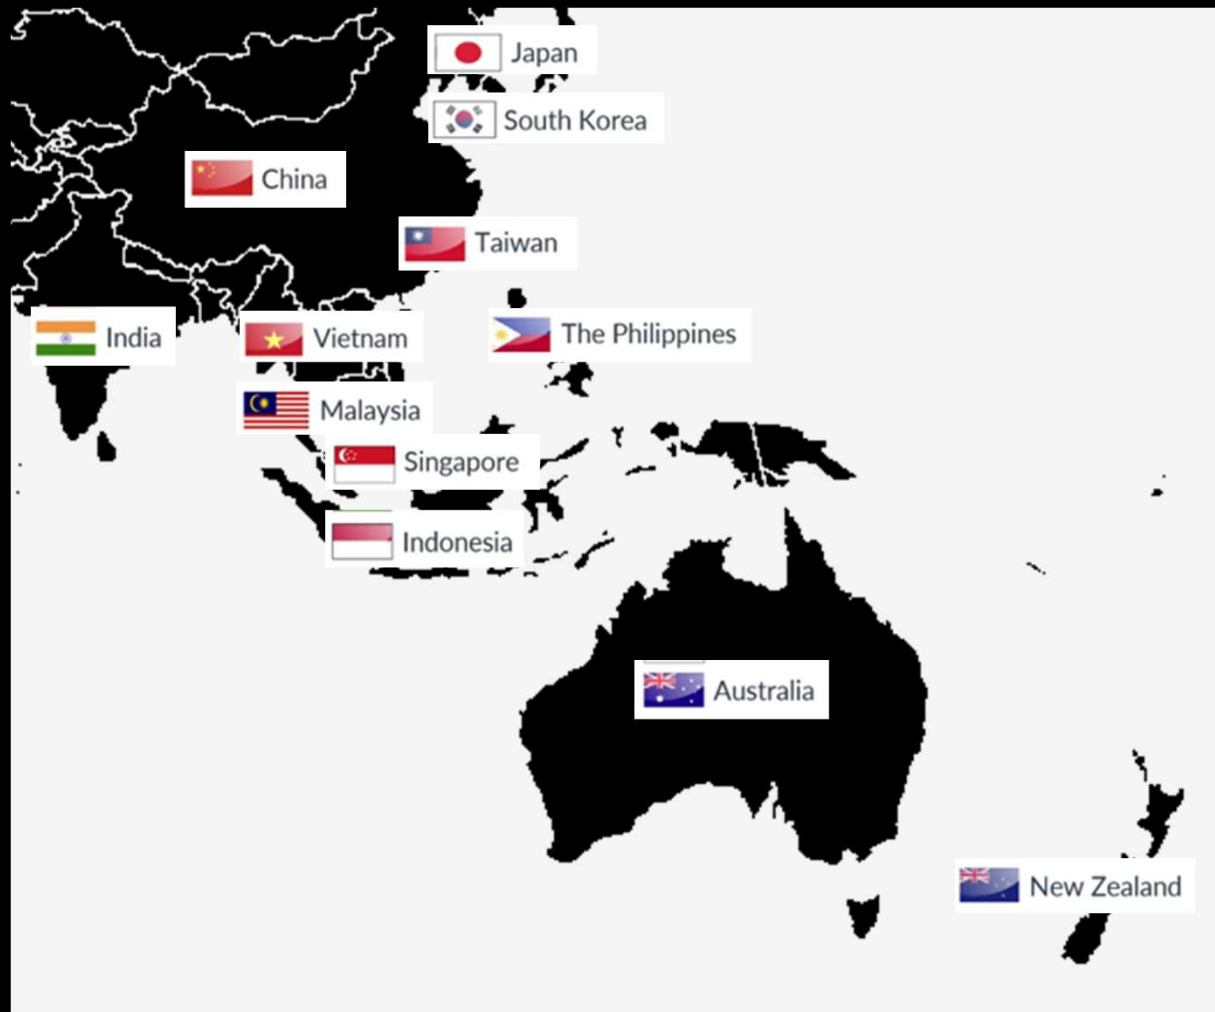 Japan
South Korea
China
Taiwan
India
Vietnam
The Philippines
Malaysia
Singapore
Indonesia
Australia
New Zealand